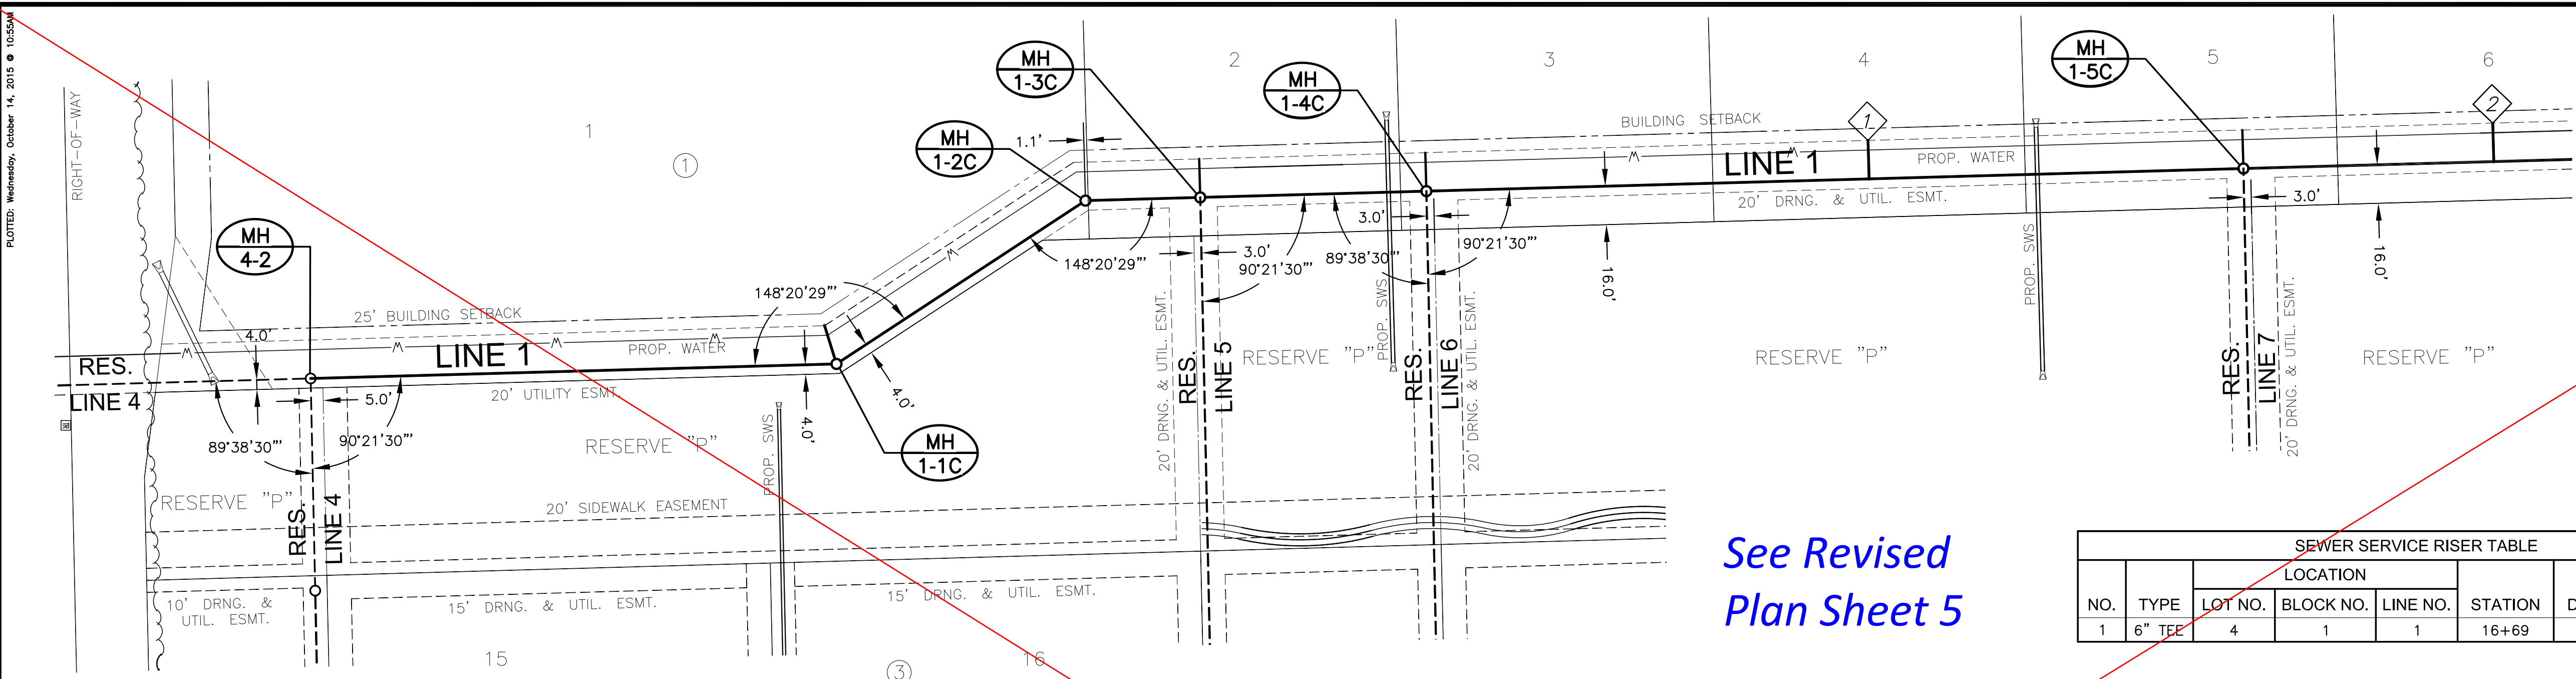 PLOTTED: Wednesday, October 14, 2015 @ 10:55AM
RIGHT-OF-WAY
1
1
2
3
4
5
6
MH
1-3C
MH
1-4C
MH
1-5C
MH
1-2C
MH
4-2
MH
1-1C
1.1'
BUILDING SETBACK
1
2
W
W
LINE 1
PROP. WATER
20' DRNG. & UTIL. ESMT.
3.0'
3.0'
3.0'
148°20'29"'
90°21'30"'
89°38'30"'
90°21'30"'
16.0'
16.0'
PROP. SWS
PROP. SWS
W
148°20'29"'
25' BUILDING SETBACK
4.0'
W
W
W
W
LINE 1
PROP. WATER
RES.
LINE 4
20' UTILITY ESMT.
5.0'
4.0'
4.0'
89°38'30"'
90°21'30"'
RESERVE "P"
RESERVE "P"
RESERVE "P"
RESERVE "P"
RESERVE "P"
PROP. SWS
20' DRNG. & UTIL. ESMT.
RES.
LINE 5
RES.
LINE 6
20' DRNG. & UTIL. ESMT.
RES.
LINE 7
20' DRNG. & UTIL. ESMT.
RES.
LINE 4
20' SIDEWALK EASEMENT
10' DRNG. &
UTIL. ESMT.
15' DRNG. & UTIL. ESMT.
15' DRNG. & UTIL. ESMT.
15
3
16
See Revised
Plan Sheet 5
SEWER SERVICE RISER TABLE
LOCATION
NO. TYPE LOT NO. BLOCK NO. LINE NO. STATION D
1 6" TEE 4 1 1 16+69